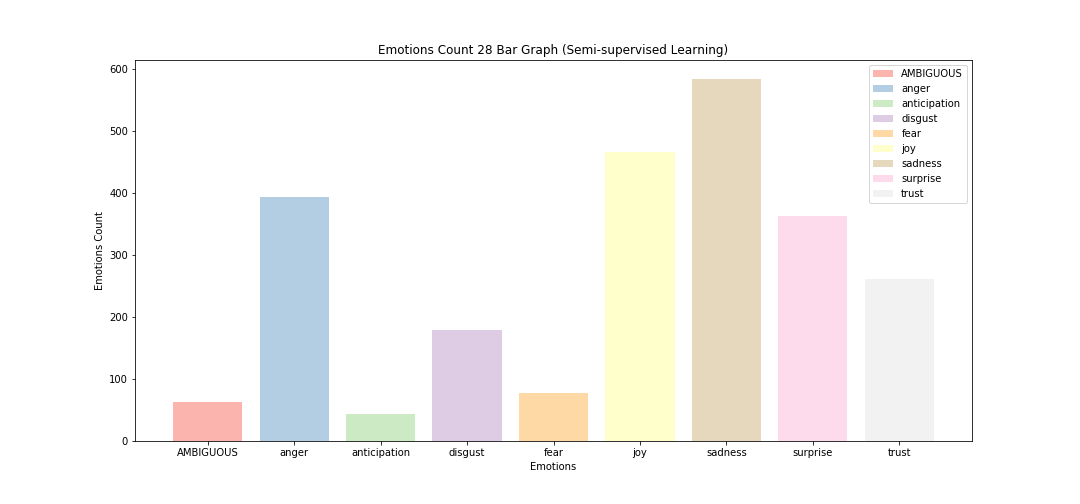 Emotions Count 28 Bar Graph (Semi-supervised Learning)
600
500
400
300
200
100
0
Emotions Count
AMBIGUOUS
anger
anticipation
disgust
fear
joy
sadness
surprise
trust
AMBIGUOUS anger anticipation disgust fear joy sadness surprise trust
Emotions